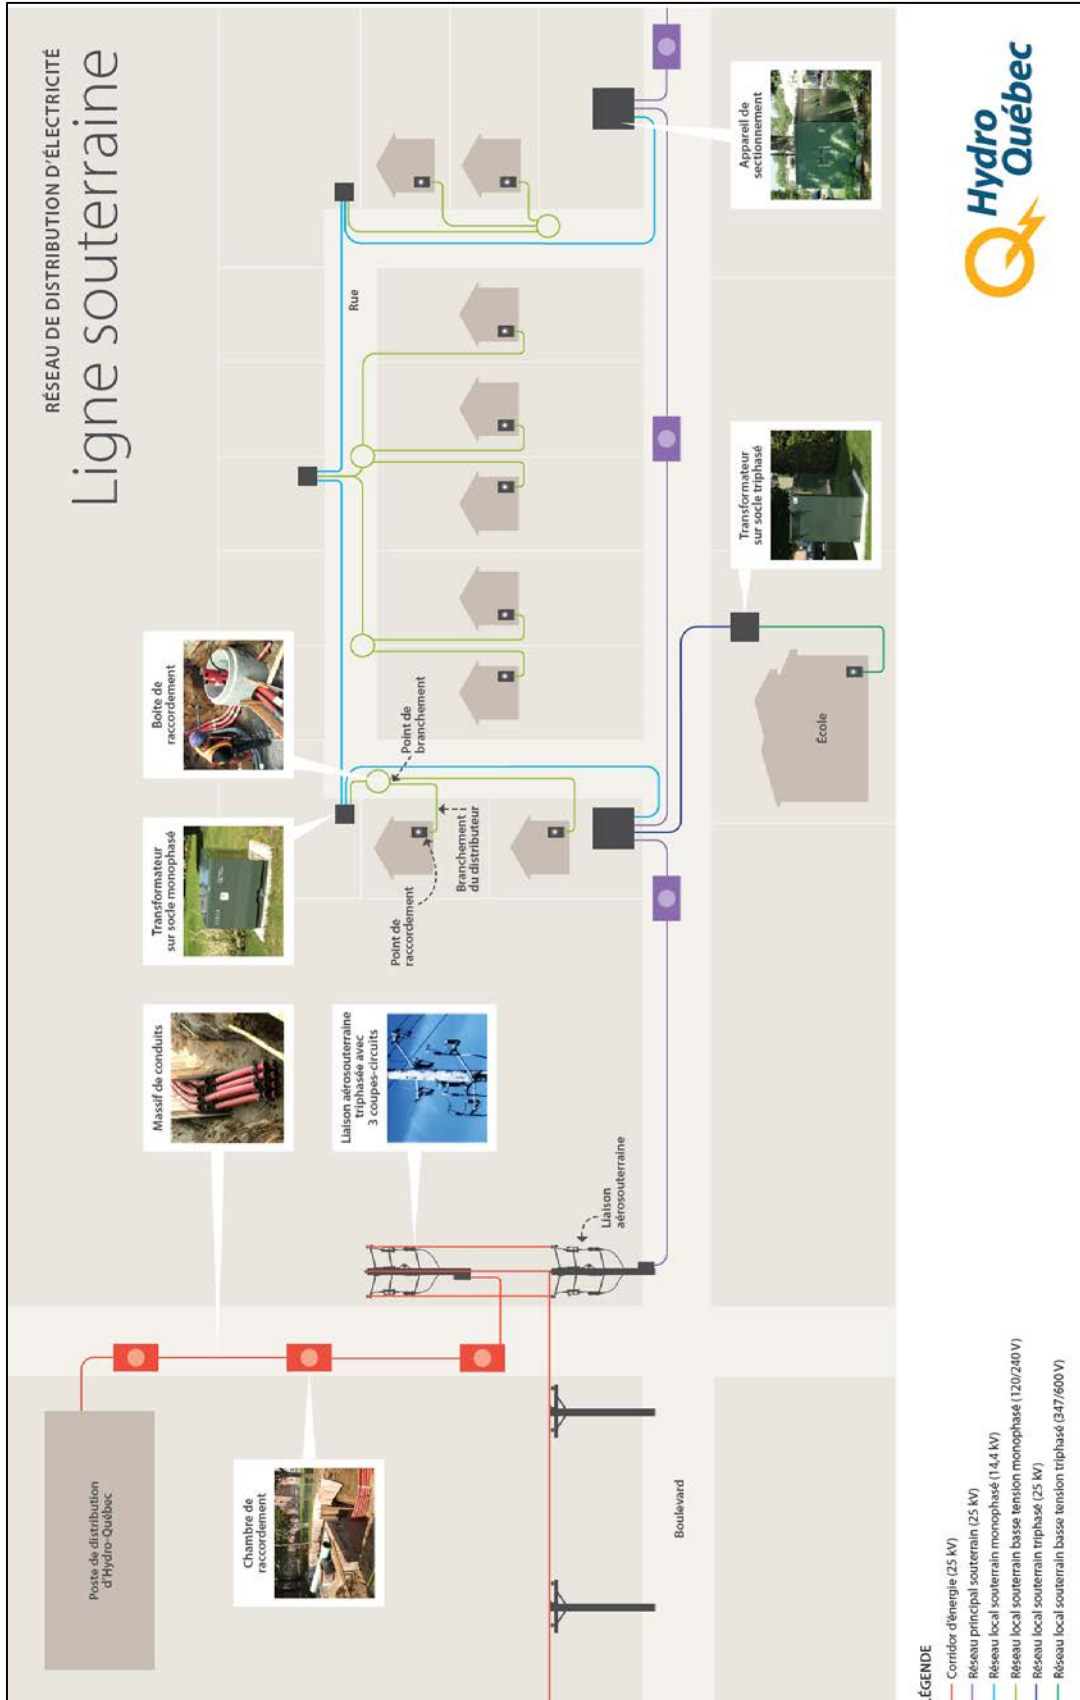 RÉSEAU DE DISTRIBUTION D'ÉLECTRICITÉ
Ligne souterraine
Poste de distribution
d'Hydro-Québec
Chambre de
raccordement
Massif de conduits
Liaison aérosouterraine
triphasée avec
3 coupes-circuits
Liaison
aérosouterraine
Boulevard
Transformateur
sur socle monophasé
Boîte de
raccordement
Point de
raccordement
Branchement
du distributeur
Point de
branchement
Rue
École
Transformateur
sur socle triphasé
Appareil de
sectionnement
Hydro
Québec
LÉGENDE
Corridor d'énergie (25 kV)
Réseau principal souterrain (25 kV)
Réseau local souterrain monophasé (14,4 kV)
Réseau local souterrain basse tension monophasé (120/240 V)
Réseau local souterrain triphasé (25 kV)
Réseau local souterrain basse tension triphasé (347/600 V)